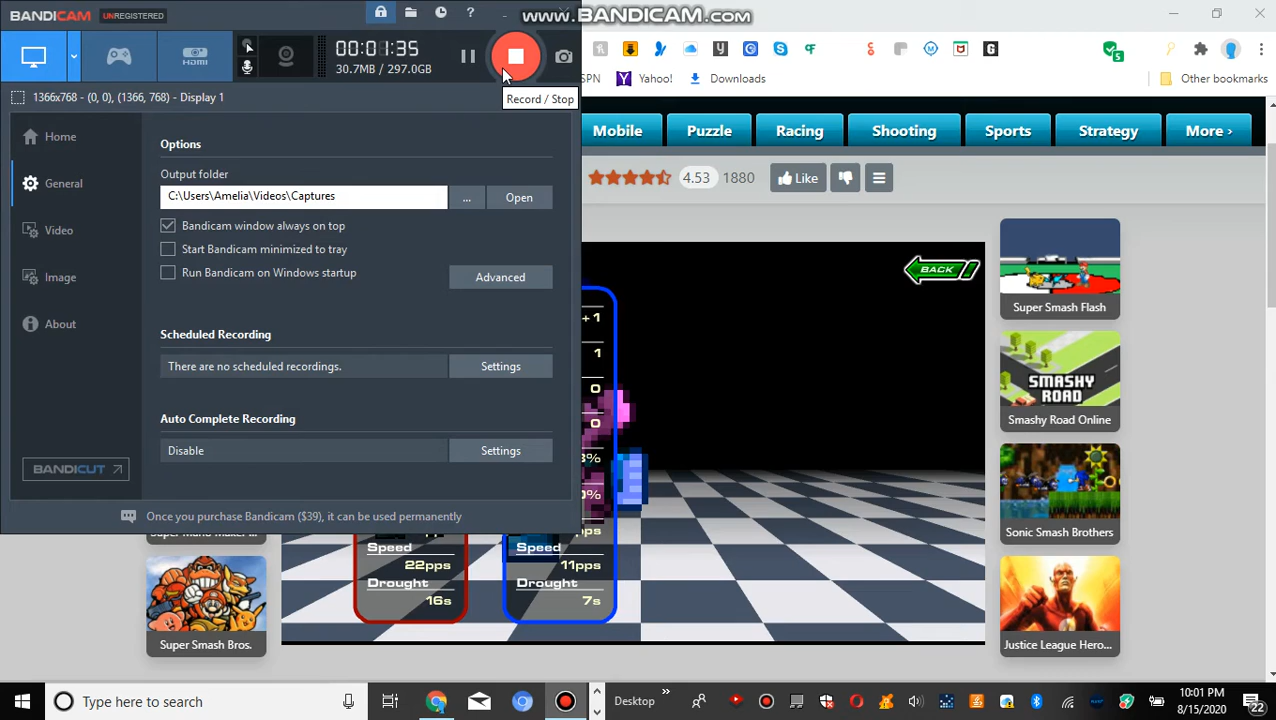 BANDICAM UNREGISTERED
www.BANDICAM.com
HDMI
00:01:35
30.7MB / 297.0GB
Record / Stop
1366x768 - (0, 0), (1366, 768) - Display 1
Home
General
Video
Image
About
BANDICUT
Options
Output folder
C:\Users\Amelia\Videos\Captures
...
Open
Bandicam window always on top
Start Bandicam minimized to tray
Run Bandicam on Windows startup
Advanced
Scheduled Recording
There are no scheduled recordings.
Settings
Auto Complete Recording
Disable
Settings
Once you purchase Bandicam ($39), it can be used permanently
SPN
Yahoo!
Downloads
Other bookmarks
Mobile
Puzzle
Racing
Shooting
Sports
Strategy
More ›
4.53
1880
Like
BACK
+1
1
0
0
Speed
22pps
Drought
16s
Speed
11pps
Drought
7s
Super Smash Flash
SMASHY
ROAD
Smashy Road Online
Sonic Smash Brothers
Justice League Hero...
Super Smash Bros.
Type here to search
Desktop
10:01 PM
8/15/2020
22